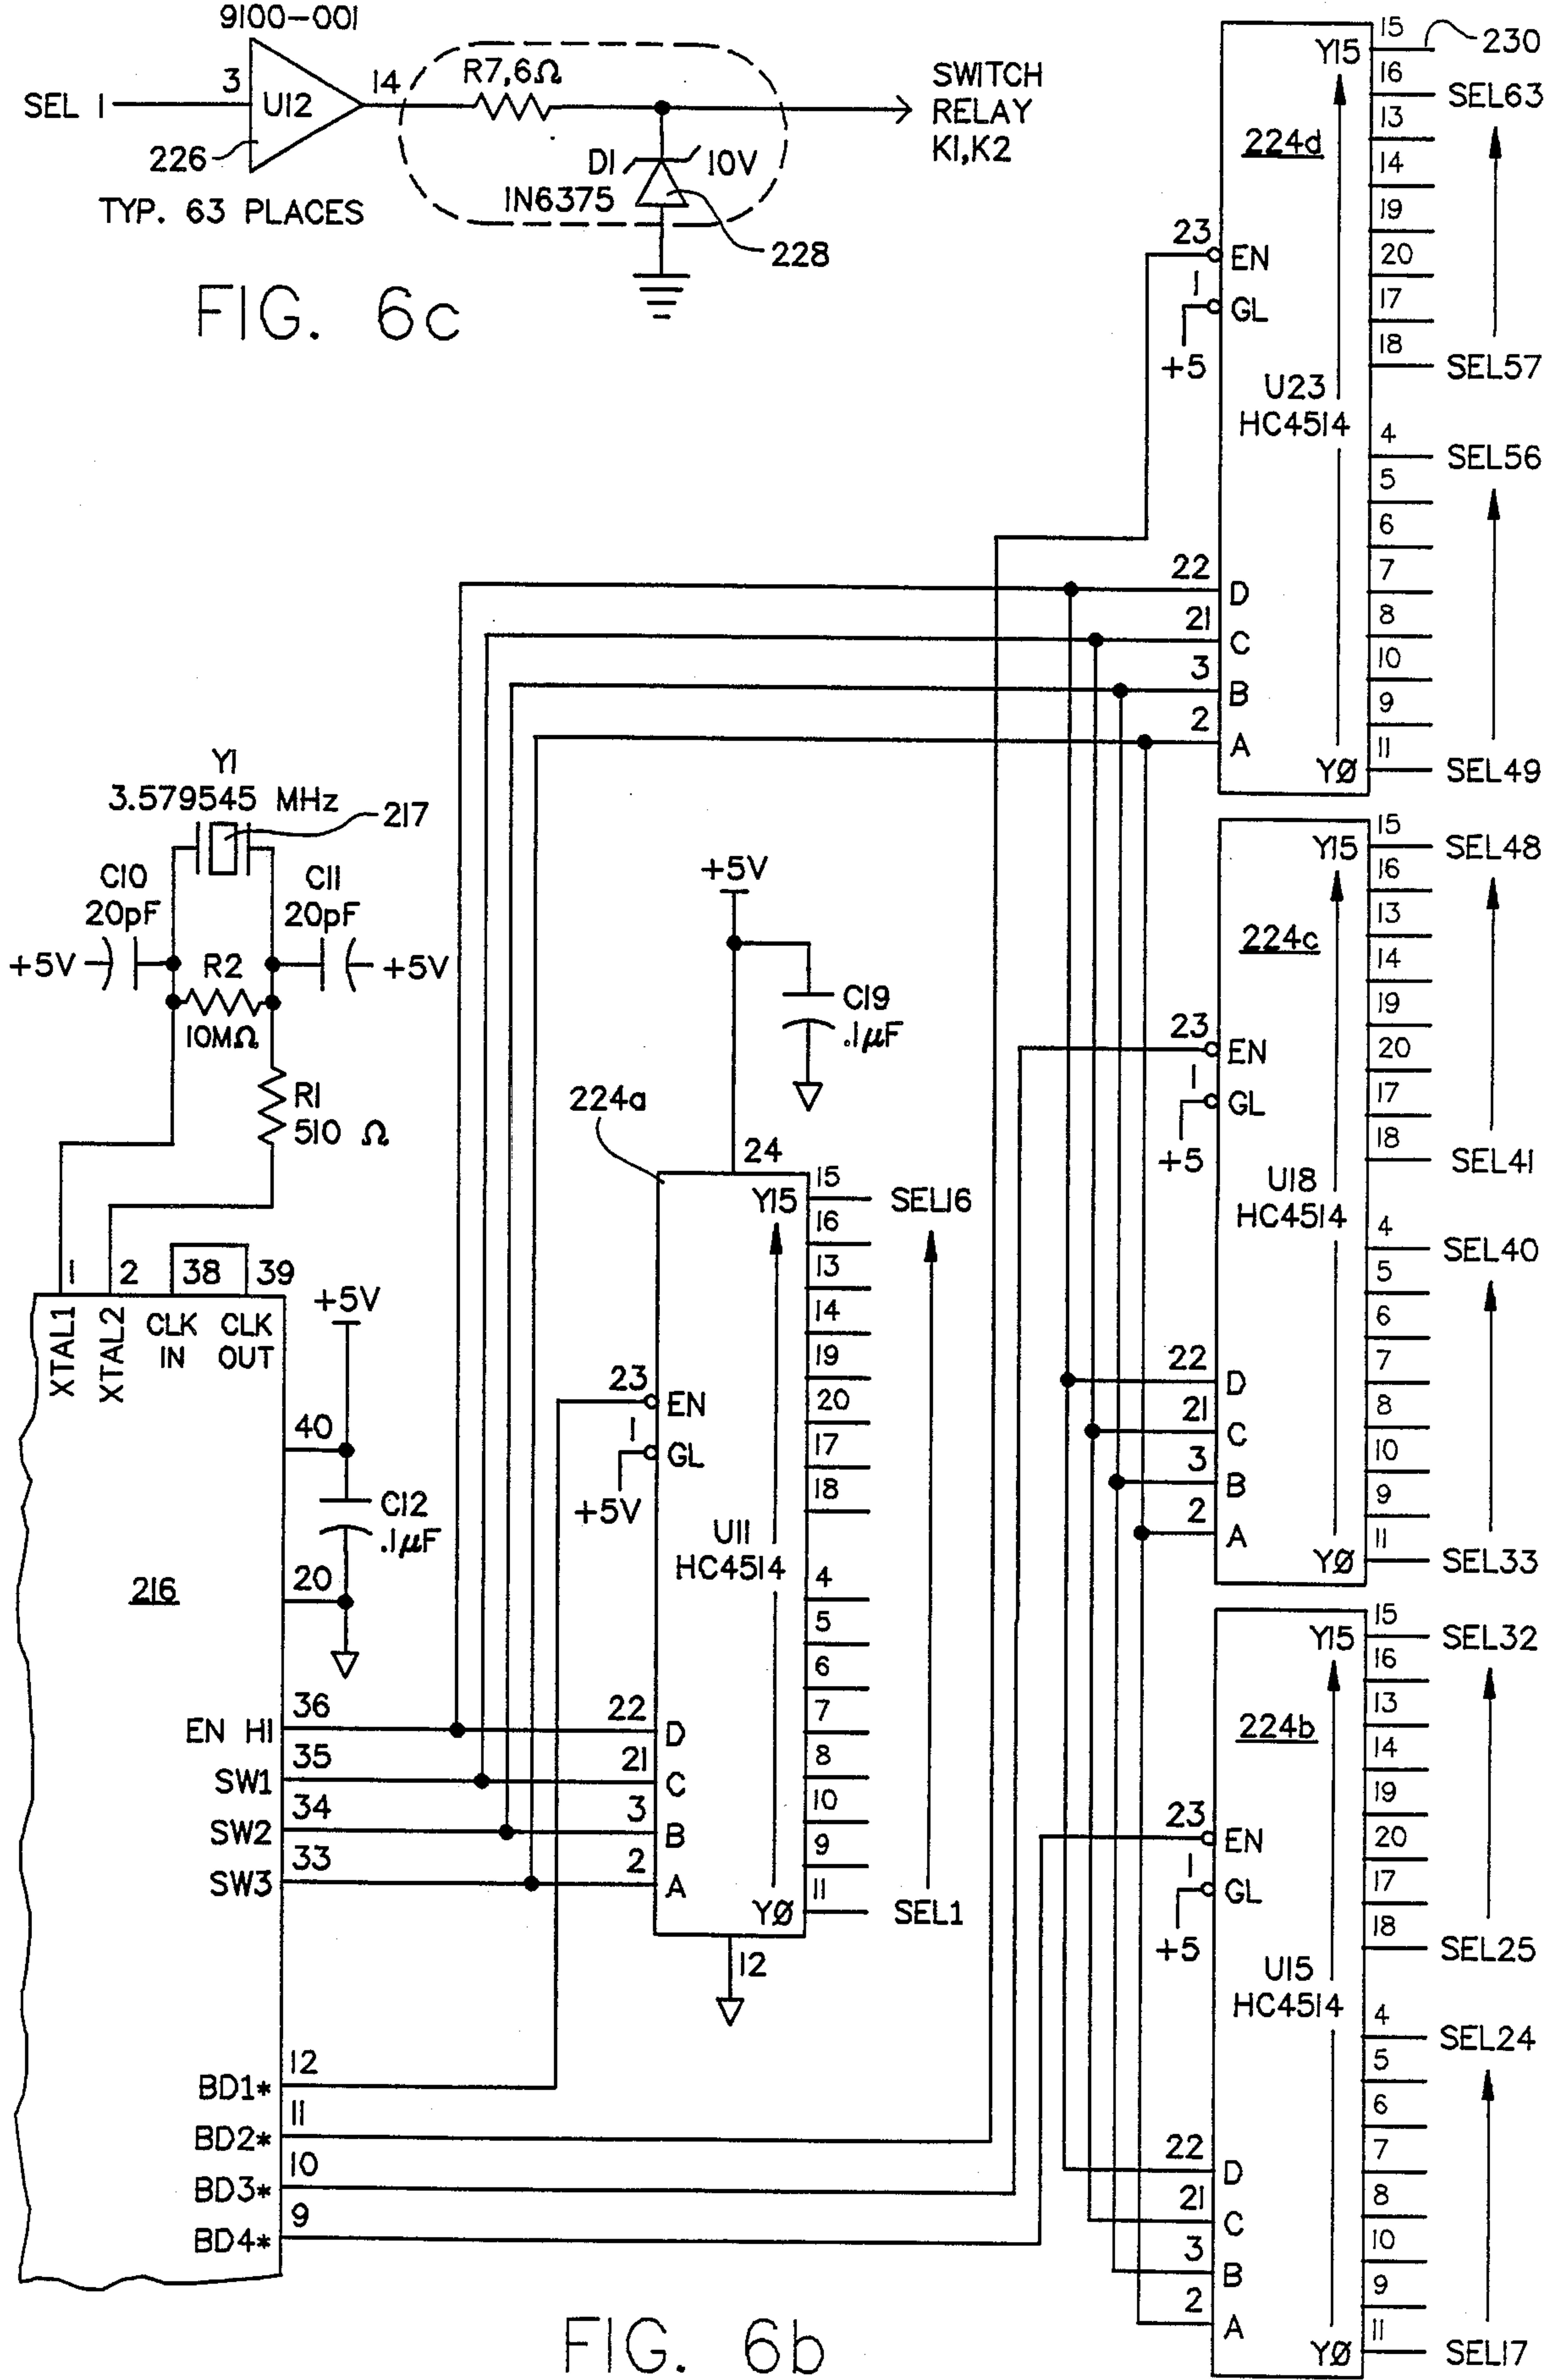 9100-001
SEL 1
3
U12
14
226
TYP. 63 PLACES
R7,6Ω
D1
10V
1N6375
228
SWITCH
RELAY
K1,K2
FIG. 6c
Y15
15
230
16
SEL63
13
224d
14
19
23
EN
20
1
GL
17
+5
18
SEL57
U23
HC4514
4
SEL56
5
6
7
22
D
8
21
C
10
3
B
9
2
A
11
YØ
SEL49
Y1
3.579545 MHz
217
C10
20pF
C11
20pF
+5V
R2
+5V
10MΩ
R1
510 Ω
+5V
C19
.1µF
224a
24
Y15
15
SEL48
16
13
224c
14
19
23
EN
20
1
GL
17
+5
18
SEL41
U18
HC4514
4
SEL40
5
6
7
22
D
8
21
C
10
3
B
9
2
A
11
YØ
SEL33
1
2
38
39
XTAL1
XTAL2
CLK
IN
CLK
OUT
+5V
40
C12
.1µF
20
216
Y15
15
SEL16
16
13
14
19
23
EN
20
1
GL
17
+5V
18
U11
HC4514
4
5
6
7
8
10
9
11
YØ
SEL1
12
EN HI
36
22
D
SW1
35
21
C
SW2
34
3
B
SW3
33
2
A
BD1*
12
BD2*
11
BD3*
10
BD4*
9
Y15
15
SEL32
16
13
224b
14
19
23
EN
20
1
GL
17
+5
18
SEL25
U15
HC4514
4
SEL24
5
6
7
22
D
8
21
C
10
3
B
9
2
A
11
YØ
SEL17
FIG. 6b